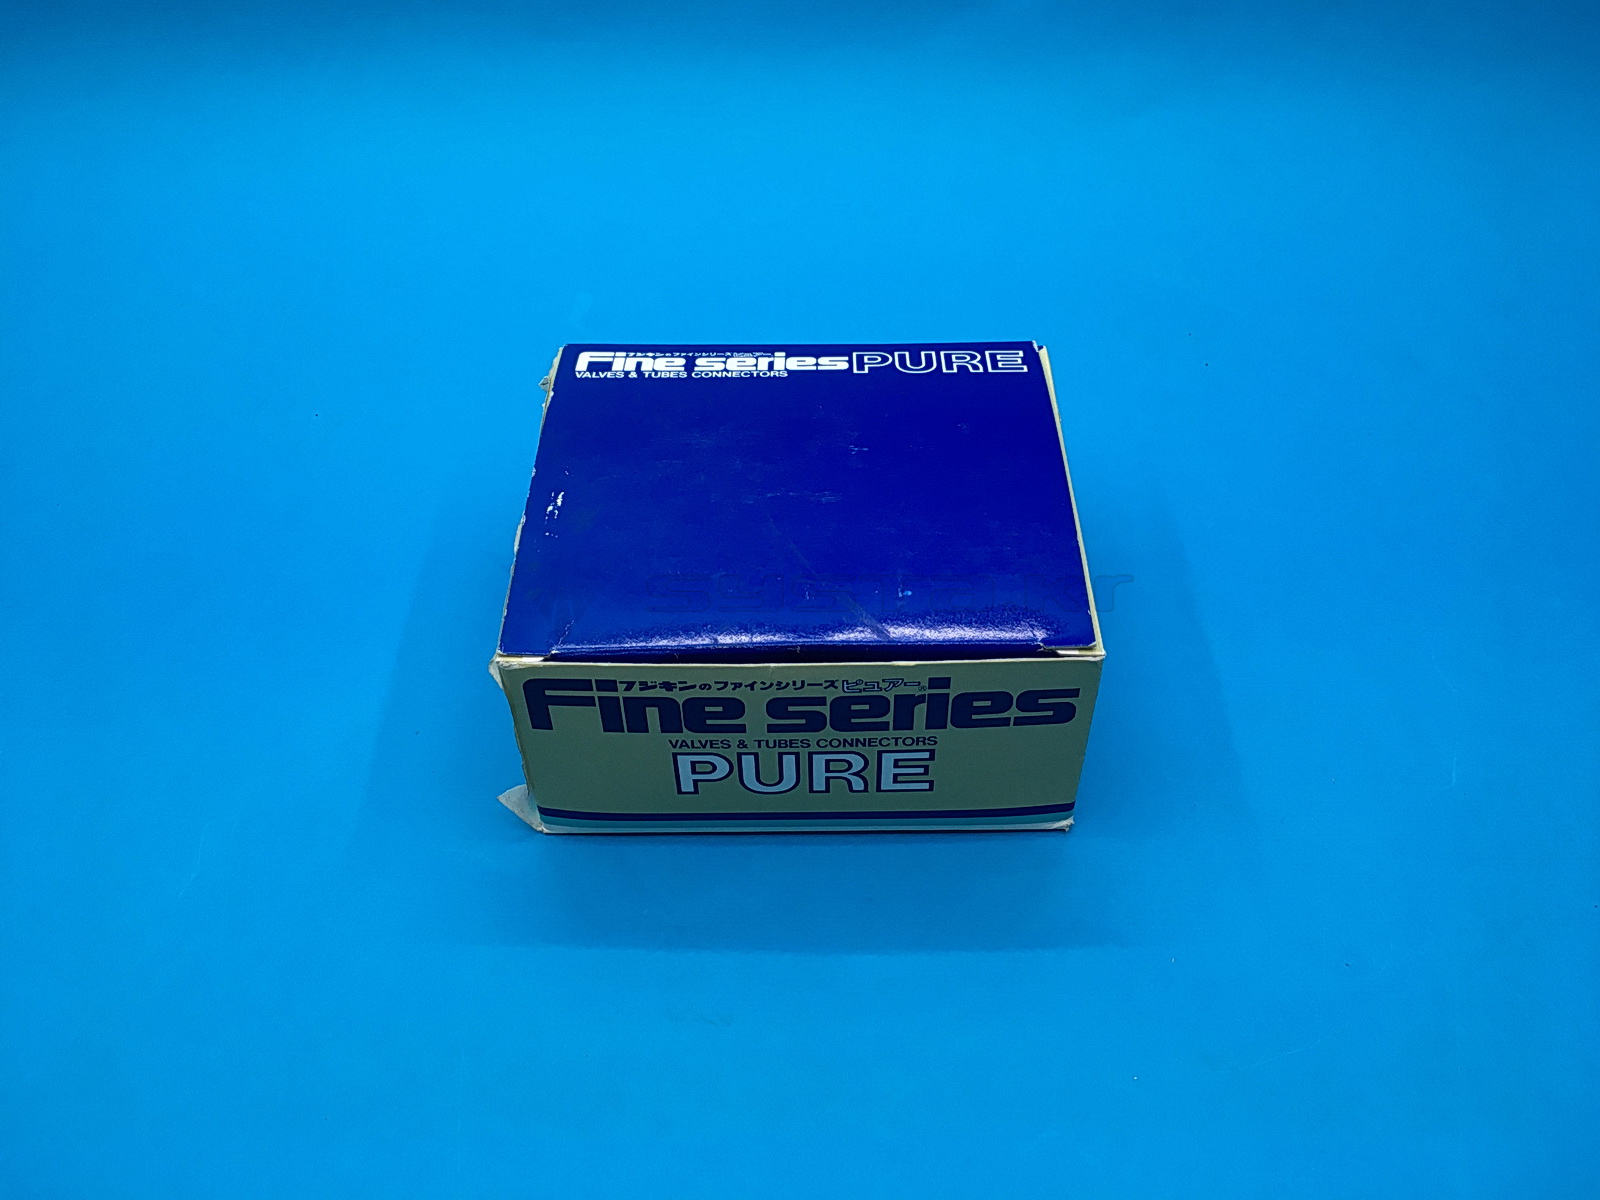 フジキンのファインシリーズピュアー
Fine series PURE
VALVES & TUBES CONNECTORS
フジキンのファインシリーズ ピュアー®
Fine series
VALVES & TUBES CONNECTORS
PURE